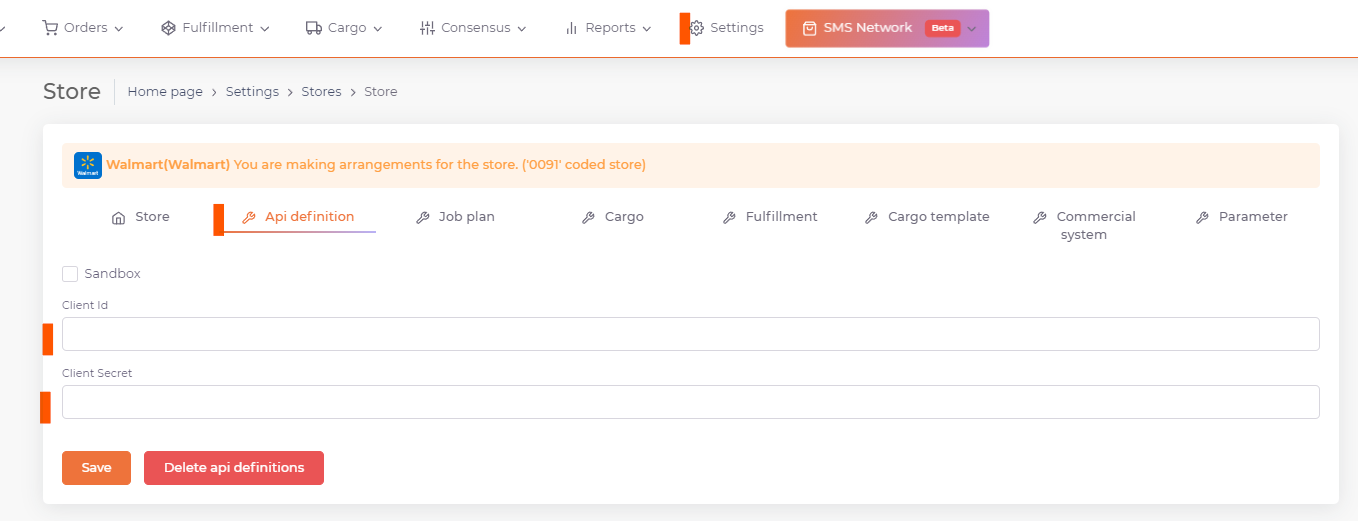 Orders Fulfillment Cargo Consensus Reports Settings SMS Network Beta
Store Home page > Settings > Stores > Store
Walmart Walmart(Walmart) You are making arrangements for the store. ('0091' coded store)
Store Api definition Job plan Cargo Fulfillment Cargo template Commercial system Parameter
Sandbox
Client Id
Client Secret
Save Delete api definitions